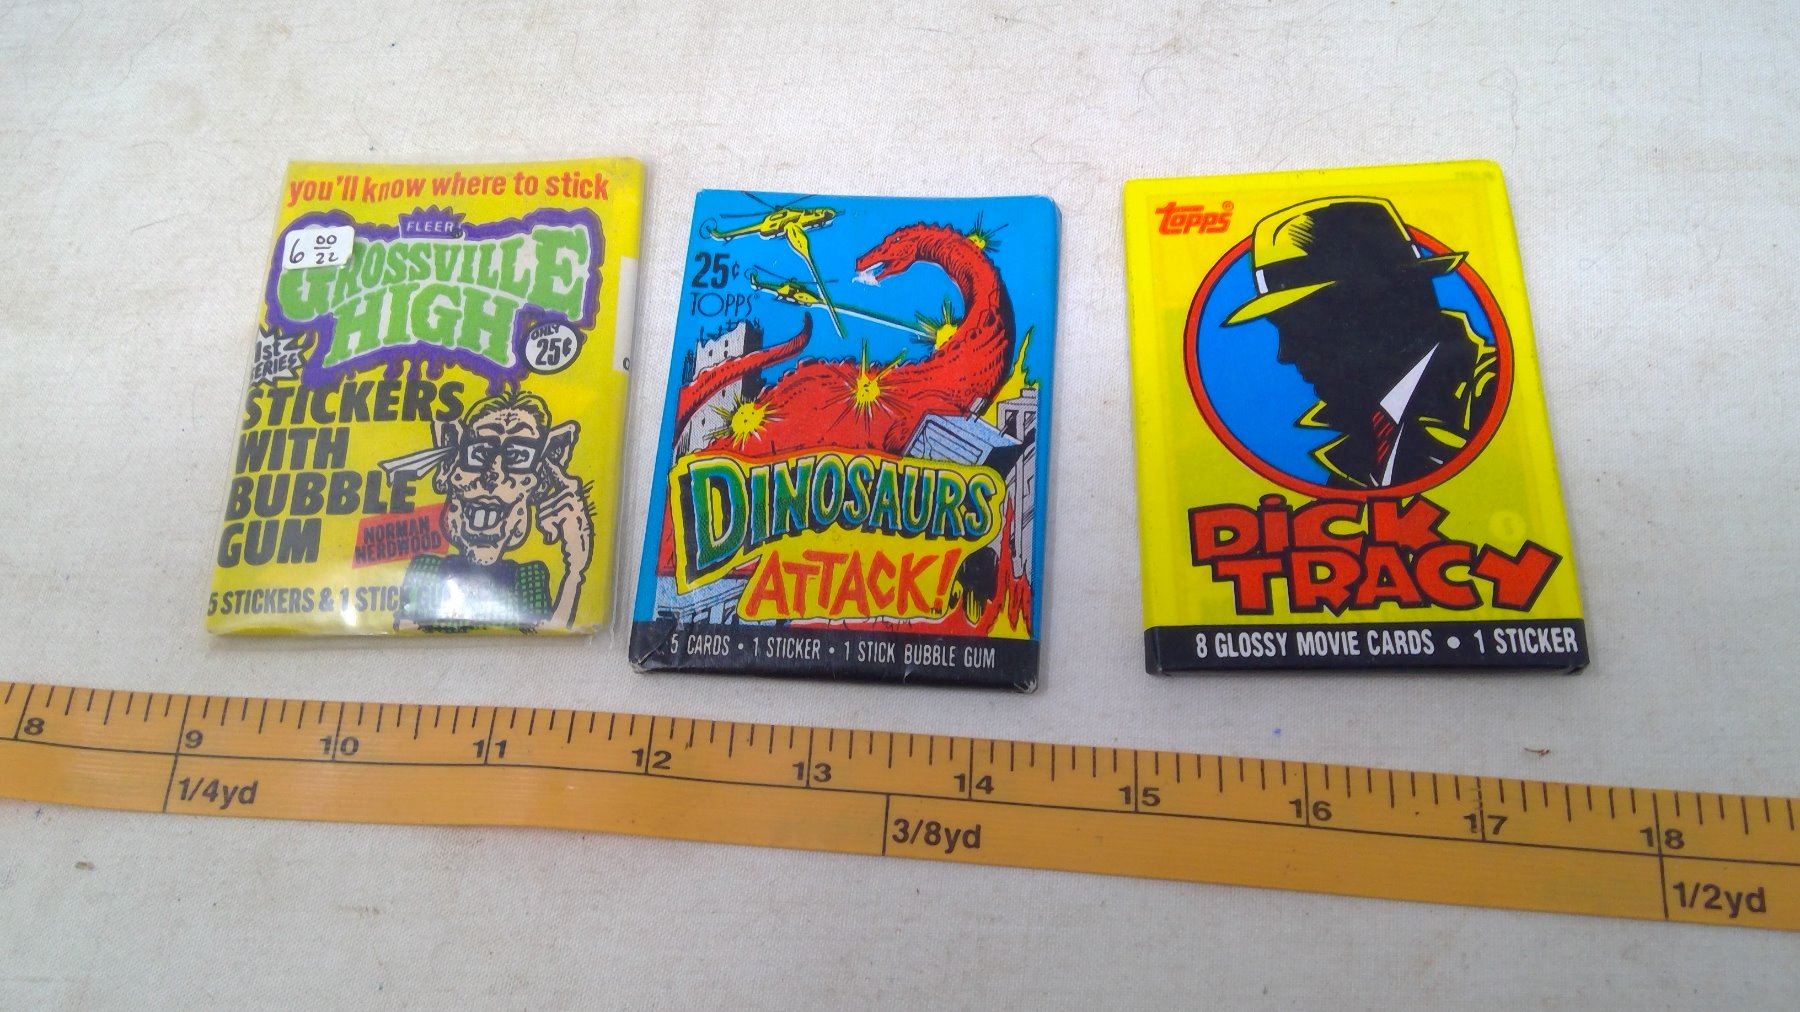 you'll know where to stick
FLEER
6 00/22
GROSSVILLE
HIGH
ONLY
25¢
1st
SERIES
STICKERS
WITH
BUBBLE
GUM
NORMAN
NERDWOOD
5 STICKERS & 1 STICK GUM
25¢
TOPPS®
DINOSAURS
ATTACK!
5 CARDS • 1 STICKER • 1 STICK BUBBLE GUM
topps®
DiCK
TRACY
8 GLOSSY MOVIE CARDS • 1 STICKER
8 9 10 11 12 13 14 15 16 17 18
1/4yd 3/8yd 1/2yd